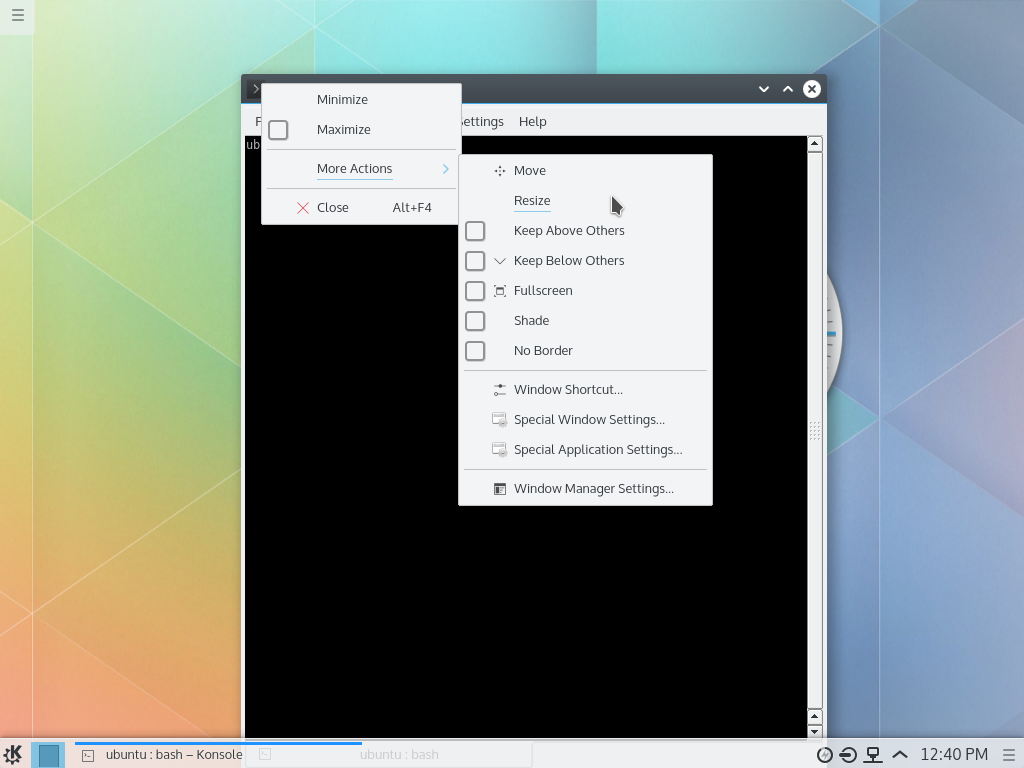 Minimize
Maximize
More Actions
Close Alt+F4
F ettings Help
ub
Move
Resize
Keep Above Others
Keep Below Others
Fullscreen
Shade
No Border
Window Shortcut...
Special Window Settings...
Special Application Settings...
Window Manager Settings...
ubuntu : bash – Konsole
ubuntu : bash
12:40 PM